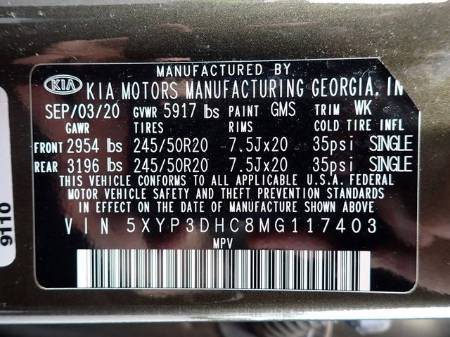 MANUFACTURED BY
KIA KIA MOTORS MANUFACTURING GEORGIA, IN
SEP/03/20 GVWR 5917 lbs PAINT GMS TRIM WK
GAWR TIRES RIMS COLD TIRE INFL
FRONT 2954 lbs 245/50R20 7.5Jx20 35psi SINGLE
REAR 3196 lbs 245/50R20 7.5Jx20 35psi SINGLE
THIS VEHICLE CONFORMS TO ALL APPLICABLE U.S.A. FEDERAL
MOTOR VEHICLE SAFETY AND THEFT PREVENTION STANDARDS
IN EFFECT ON THE DATE OF MANUFACTURE SHOWN ABOVE.
VIN 5XYP3DHC8MG117403
MPV
9110